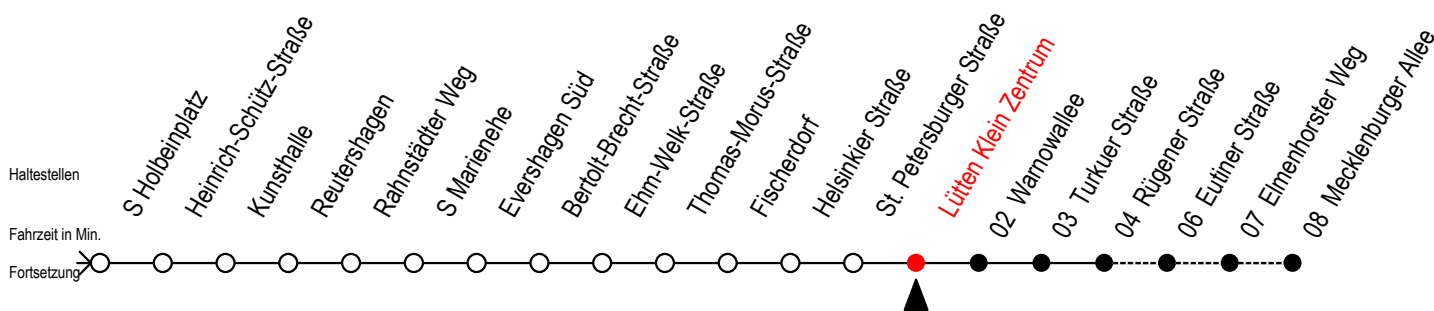 Haltestellen
S Holbeinplatz
Heinrich-Schütz-Straße
Kunsthalle
Reutershagen
Rahnstädter Weg
S Marienehe
Evershagen Süd
Bertolt-Brecht-Straße
Ehm-Welk-Straße
Thomas-Morus-Straße
Fischerdorf
Helsinkier Straße
St. Petersburger Straße
Lütten Klein Zentrum
02 Warnowallee
03 Turkuer Straße
04 Rügener Straße
06 Eutiner Straße
07 Elmenhorster Weg
08 Mecklenburger Allee
Fahrzeit in Min.
Fortsetzung